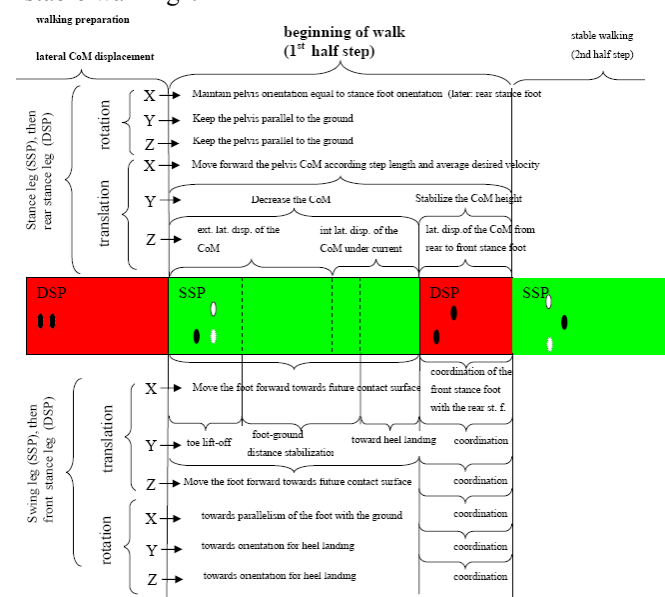 walking preparation
beginning of walk
(1st half step)
stable walking
(2nd half step)
lateral CoM displacement
Stance leg (SSP), then
rear stance leg (DSP)
rotation
X Maintain pelvis orientation equal to stance foot orientation (later: rear stance foot
Y Keep the pelvis parallel to the ground
Z Keep the pelvis parallel to the ground
translation
X Move forward the pelvis CoM according step length and average desired velocity
Y Decrease the CoM
Stabilize the CoM height
Z ext. lat. disp. of the
CoM
int lat. disp. of the
CoM under current
lat. disp.of the CoM from
rear to front stance foot
DSP
SSP
DSP
SSP
Swing leg (SSP), then
front stance leg (DSP)
translation
X Move the foot forward towards future contact surface
coordination of the
front stance foot
with the rear st. f.
Y toe lift-off
foot-ground
distance stabilization
toward heel landing
coordination
Z Move the foot forward towards future contact surface
coordination
rotation
X towards parallelism of the foot with the ground
coordination
Y towards orientation for heel landing
coordination
Z towards orientation for heel landing
coordination